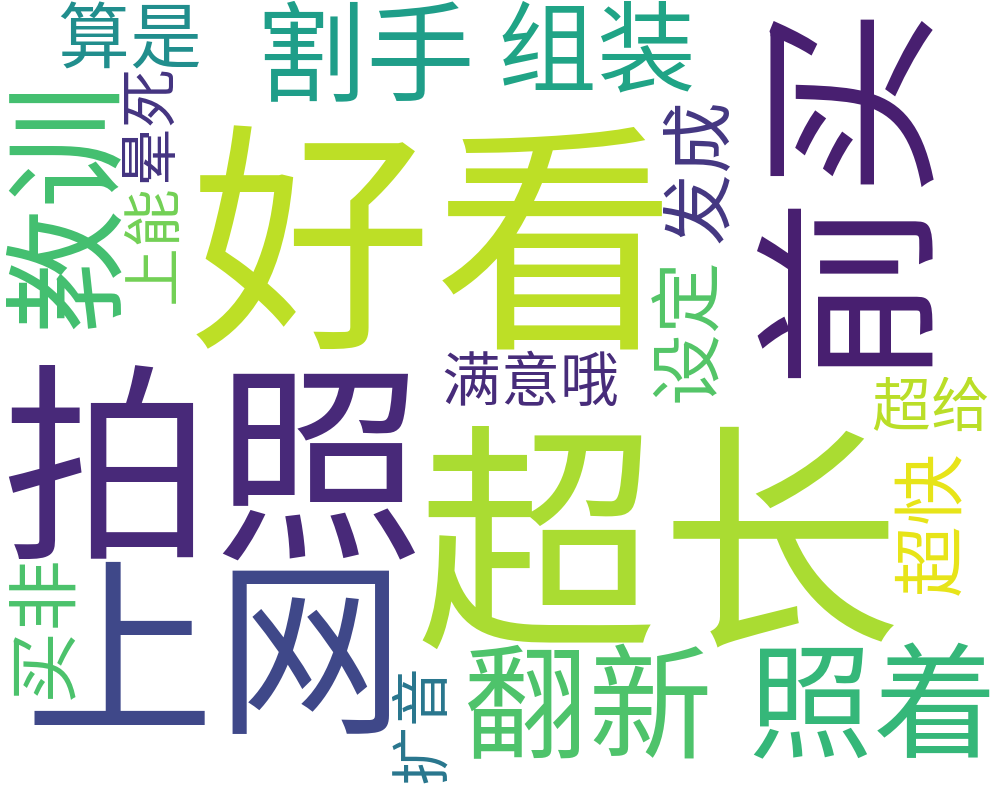 算是
割手
组装
前买
教训
晕死
上能
好看
发成
设定
满意哦
拍照
超长
超给
超快
上网
买非
扩音
翻新
照着